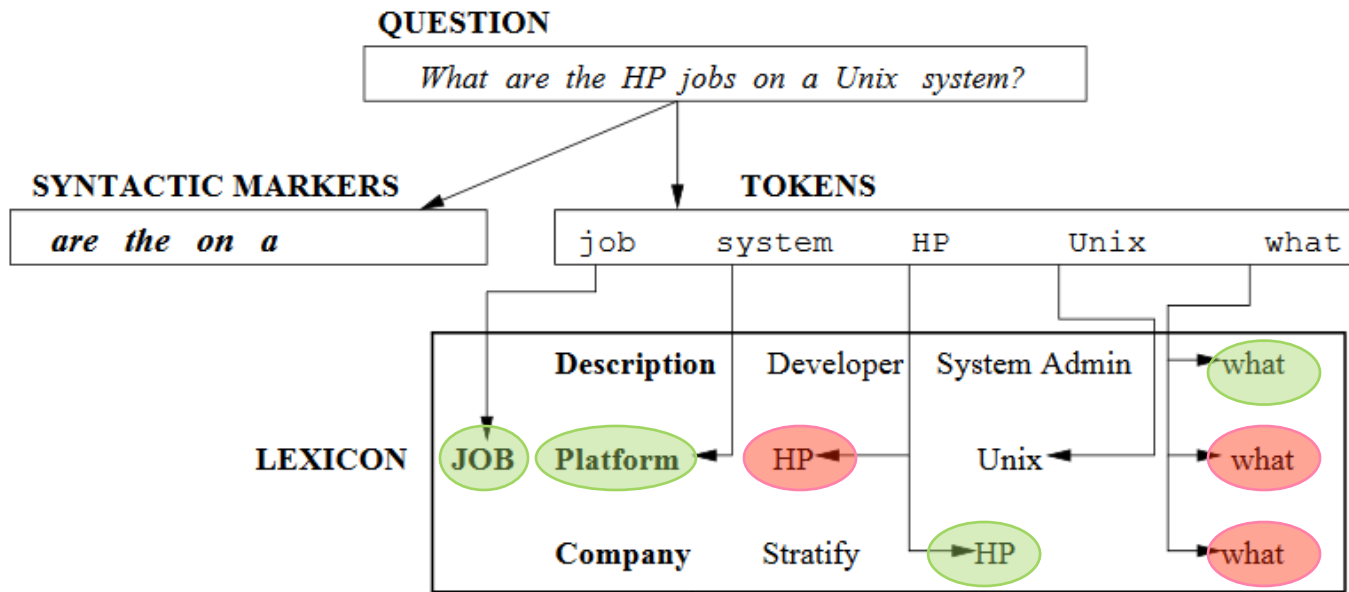 QUESTION
What are the HP jobs on a Unix system?
SYNTACTIC MARKERS
TOKENS
are the on a
job system HP Unix what
Description Developer System Admin what
LEXICON JOB Platform HP Unix what
Company Stratify HP what